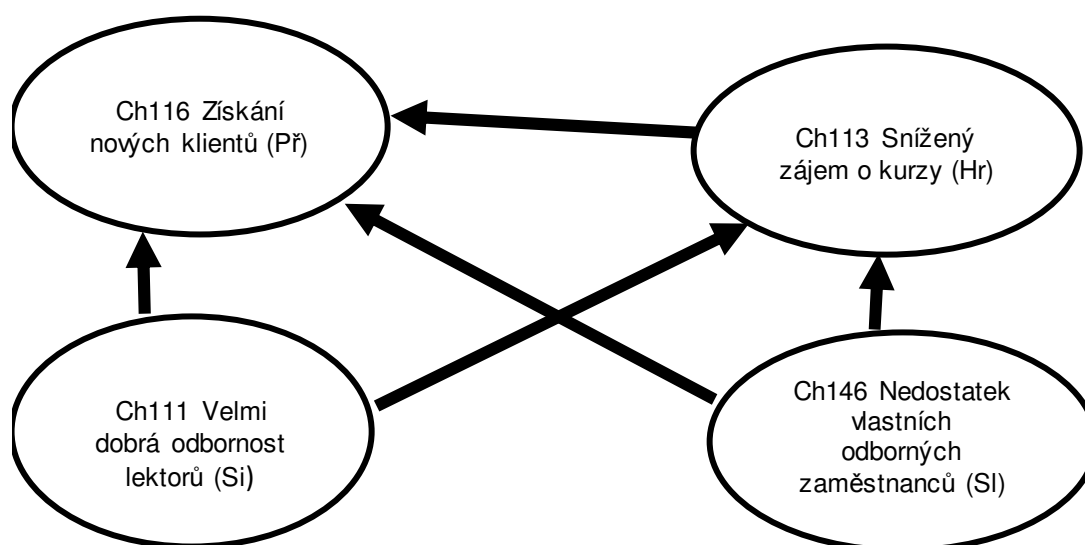 Ch116 Získání
nových klientů (Př)
Ch113 Snížený
zájem o kurzy (Hr)
Ch111 Velmi
dobrá odbornost
lektorů (Si)
Ch146 Nedostatek
vlastních
odborných
zaměstnanců (Sl)